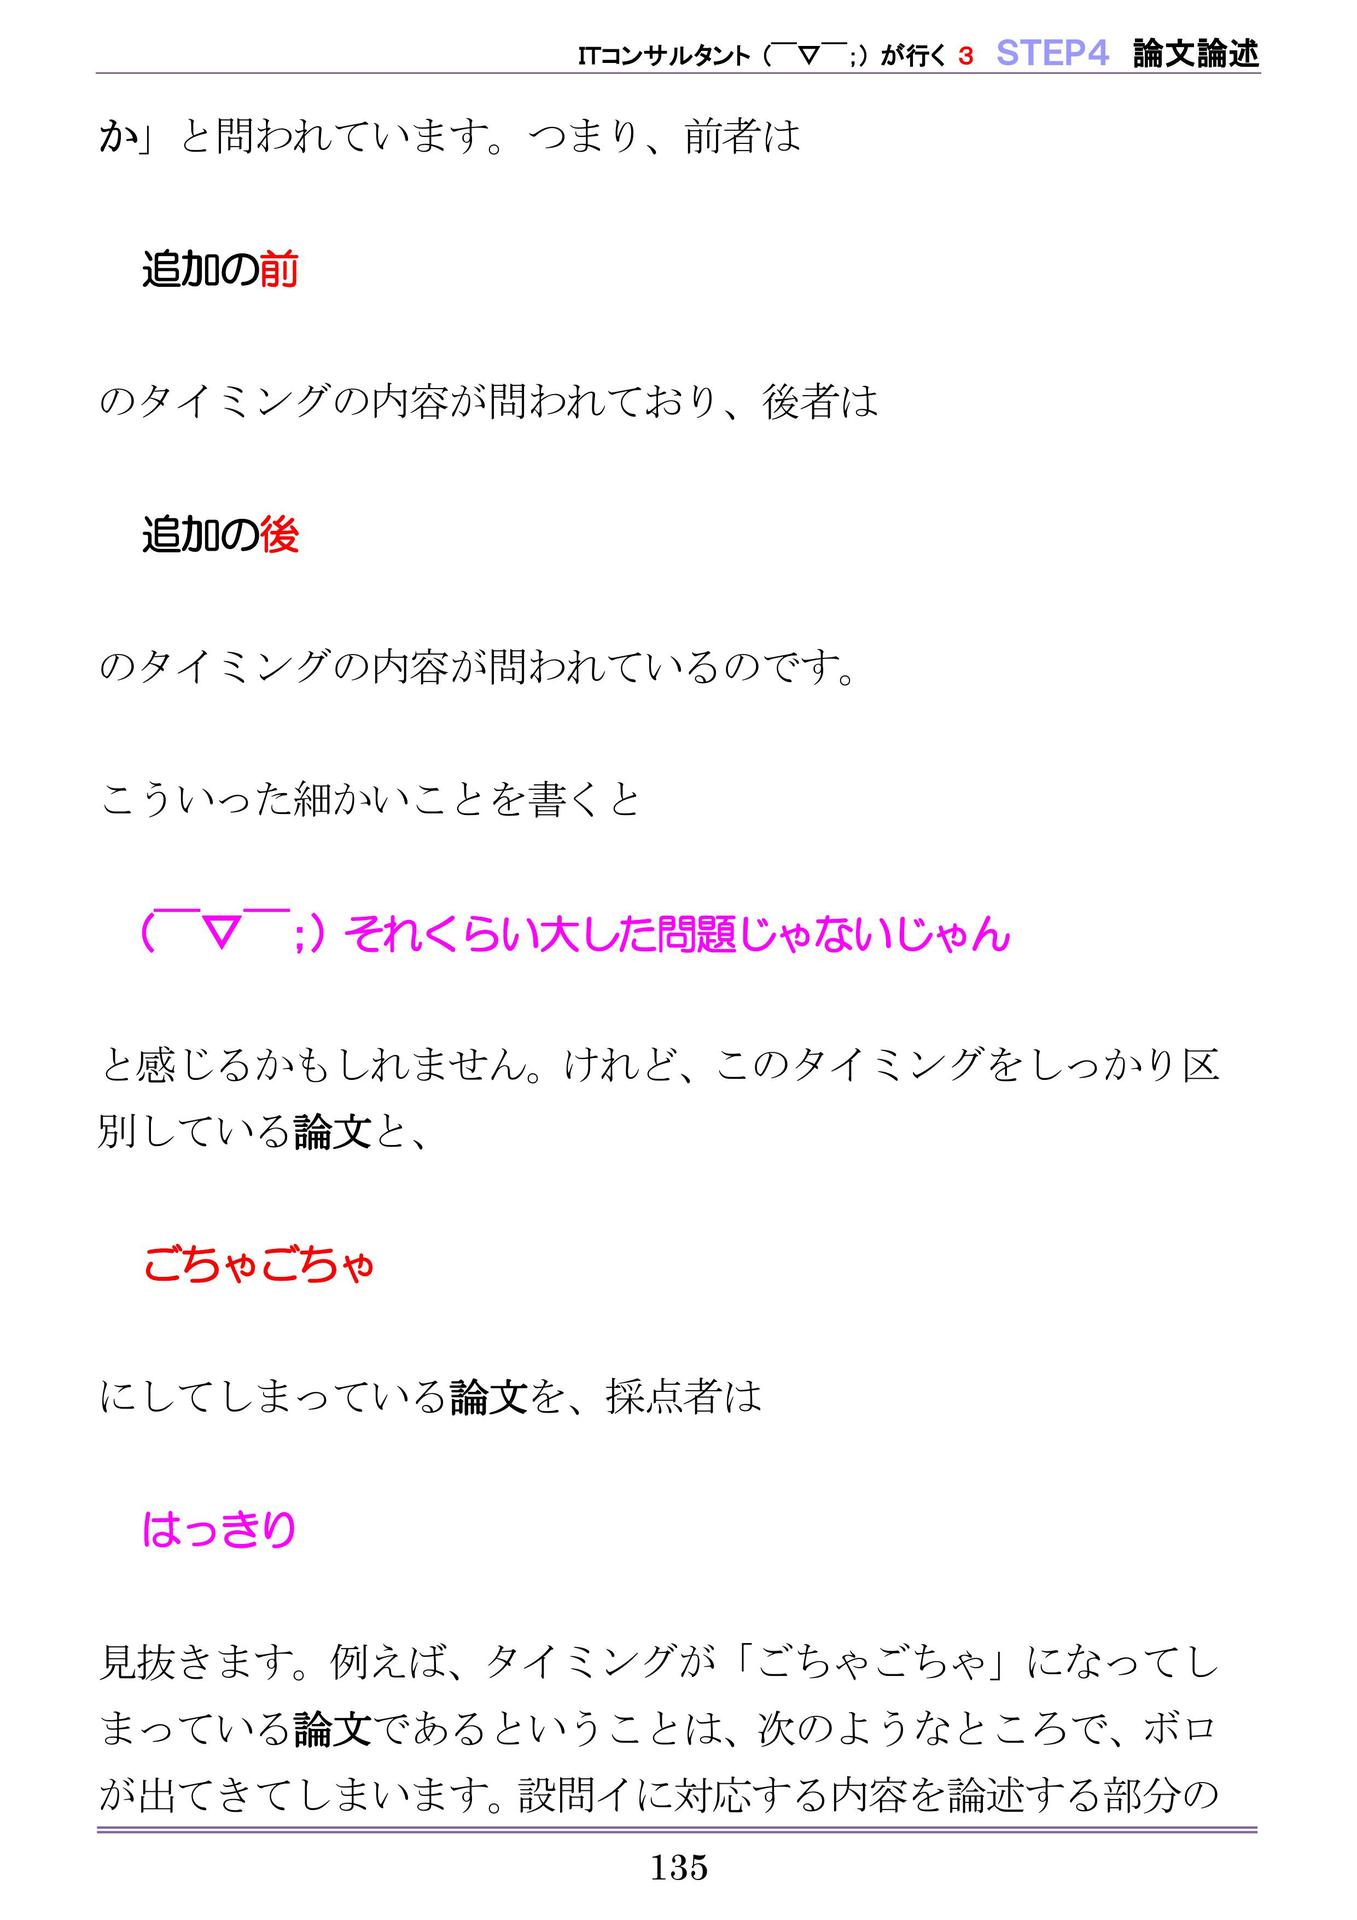 ITコンサルタント（￣▽￣；）が行く 3 STEP4 論文論述
か」と問われています。つまり、前者は
追加の前
のタイミングの内容が問われており、後者は
追加の後
のタイミングの内容が問われているのです。
こういった細かいことを書くと
（￣▽￣；）それくらい大した問題じゃないじゃん
と感じるかもしれません。けれど、このタイミングをしっかり区
別している論文と、
ごちゃごちゃ
にしてしまっている論文を、採点者は
はっきり
見抜きます。例えば、タイミングが「ごちゃごちゃ」になってし
まっている論文であるということは、次のようなところで、ボロ
が出てきてしまいます。設問イに対応する内容を論述する部分の
135